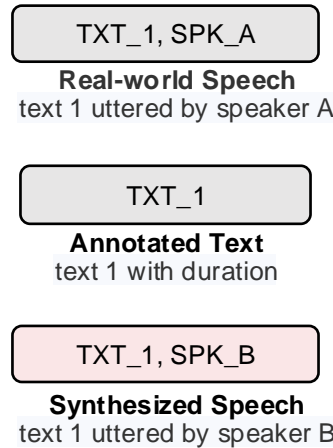 TXT_1, SPK_A
Real-world Speech
text 1 uttered by speaker A
TXT_1
Annotated Text
text 1 with duration
TXT_1, SPK_B
Synthesized Speech
text 1 uttered by speaker B